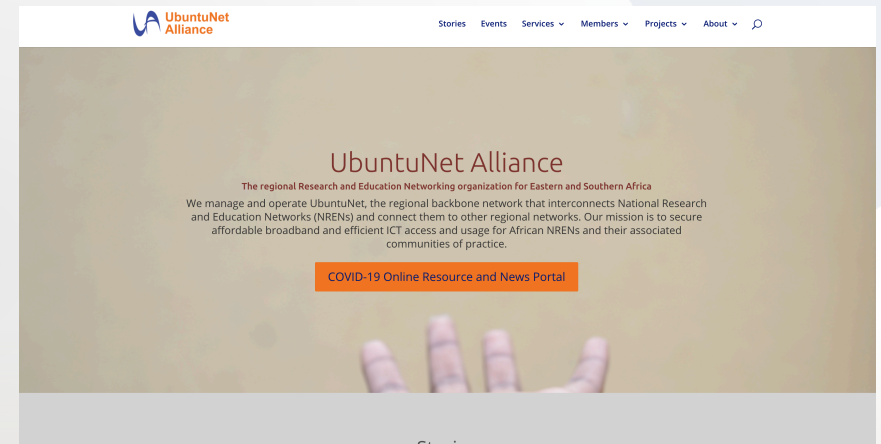 UbuntuNet
Alliance
Stories Events Services Members Projects About
UbuntuNet Alliance
The regional Research and Education Networking organization for Eastern and Southern Africa
We manage and operate UbuntuNet, the regional backbone network that interconnects National Research
and Education Networks (NRENs) and connect them to other regional networks. Our mission is to secure
affordable broadband and efficient ICT access and usage for African NRENs and their associated
communities of practice.
COVID-19 Online Resource and News Portal